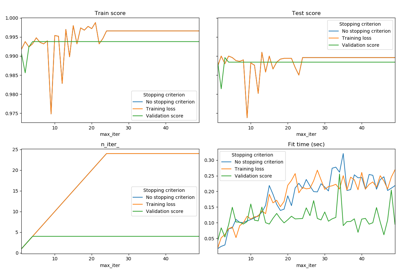 Train score
1.000
0.995
0.990
0.985
0.980
0.975
Stopping criterion
No stopping criterion
Training loss
Validation score
10
20
30
40
max_iter
Test score
Stopping criterion
No stopping criterion
Training loss
Validation score
10
20
30
40
max_iter
n_iter_
25
20
15
10
5
0
Stopping criterion
No stopping criterion
Training loss
Validation score
10
20
30
40
max_iter
Fit time (sec)
0.30
0.25
0.20
0.15
0.10
0.05
Stopping criterion
No stopping criterion
Training loss
Validation score
10
20
30
40
max_iter